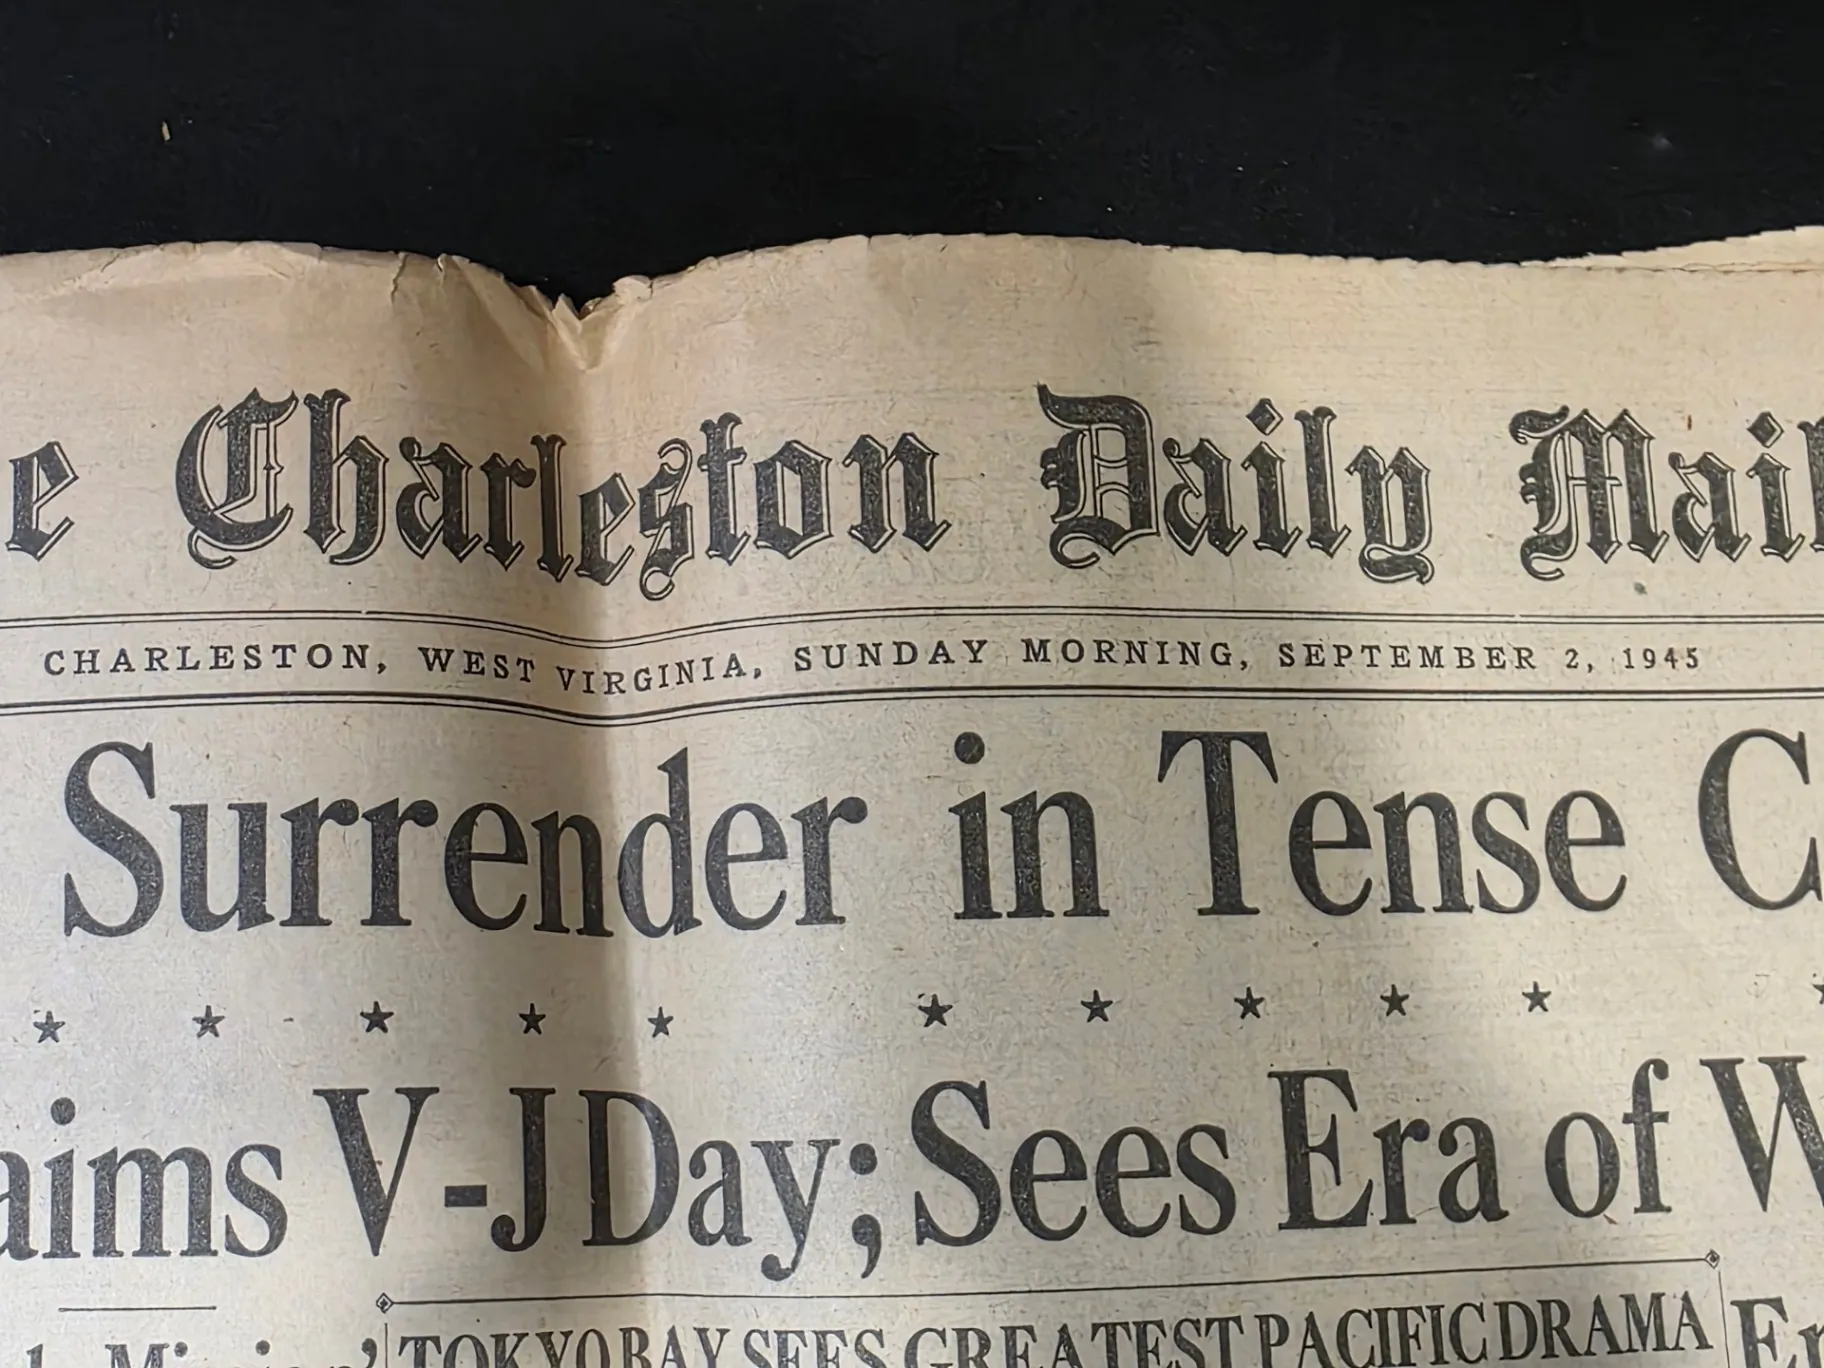 e Charleston Daily Mail
CHARLESTON, WEST VIRGINIA, SUNDAY MORNING, SEPTEMBER 2, 1945
Surrender in Tense C
aims V-J Day; Sees Era of W
TOKYO BAY SEES GREATEST PACIFIC DRAMA